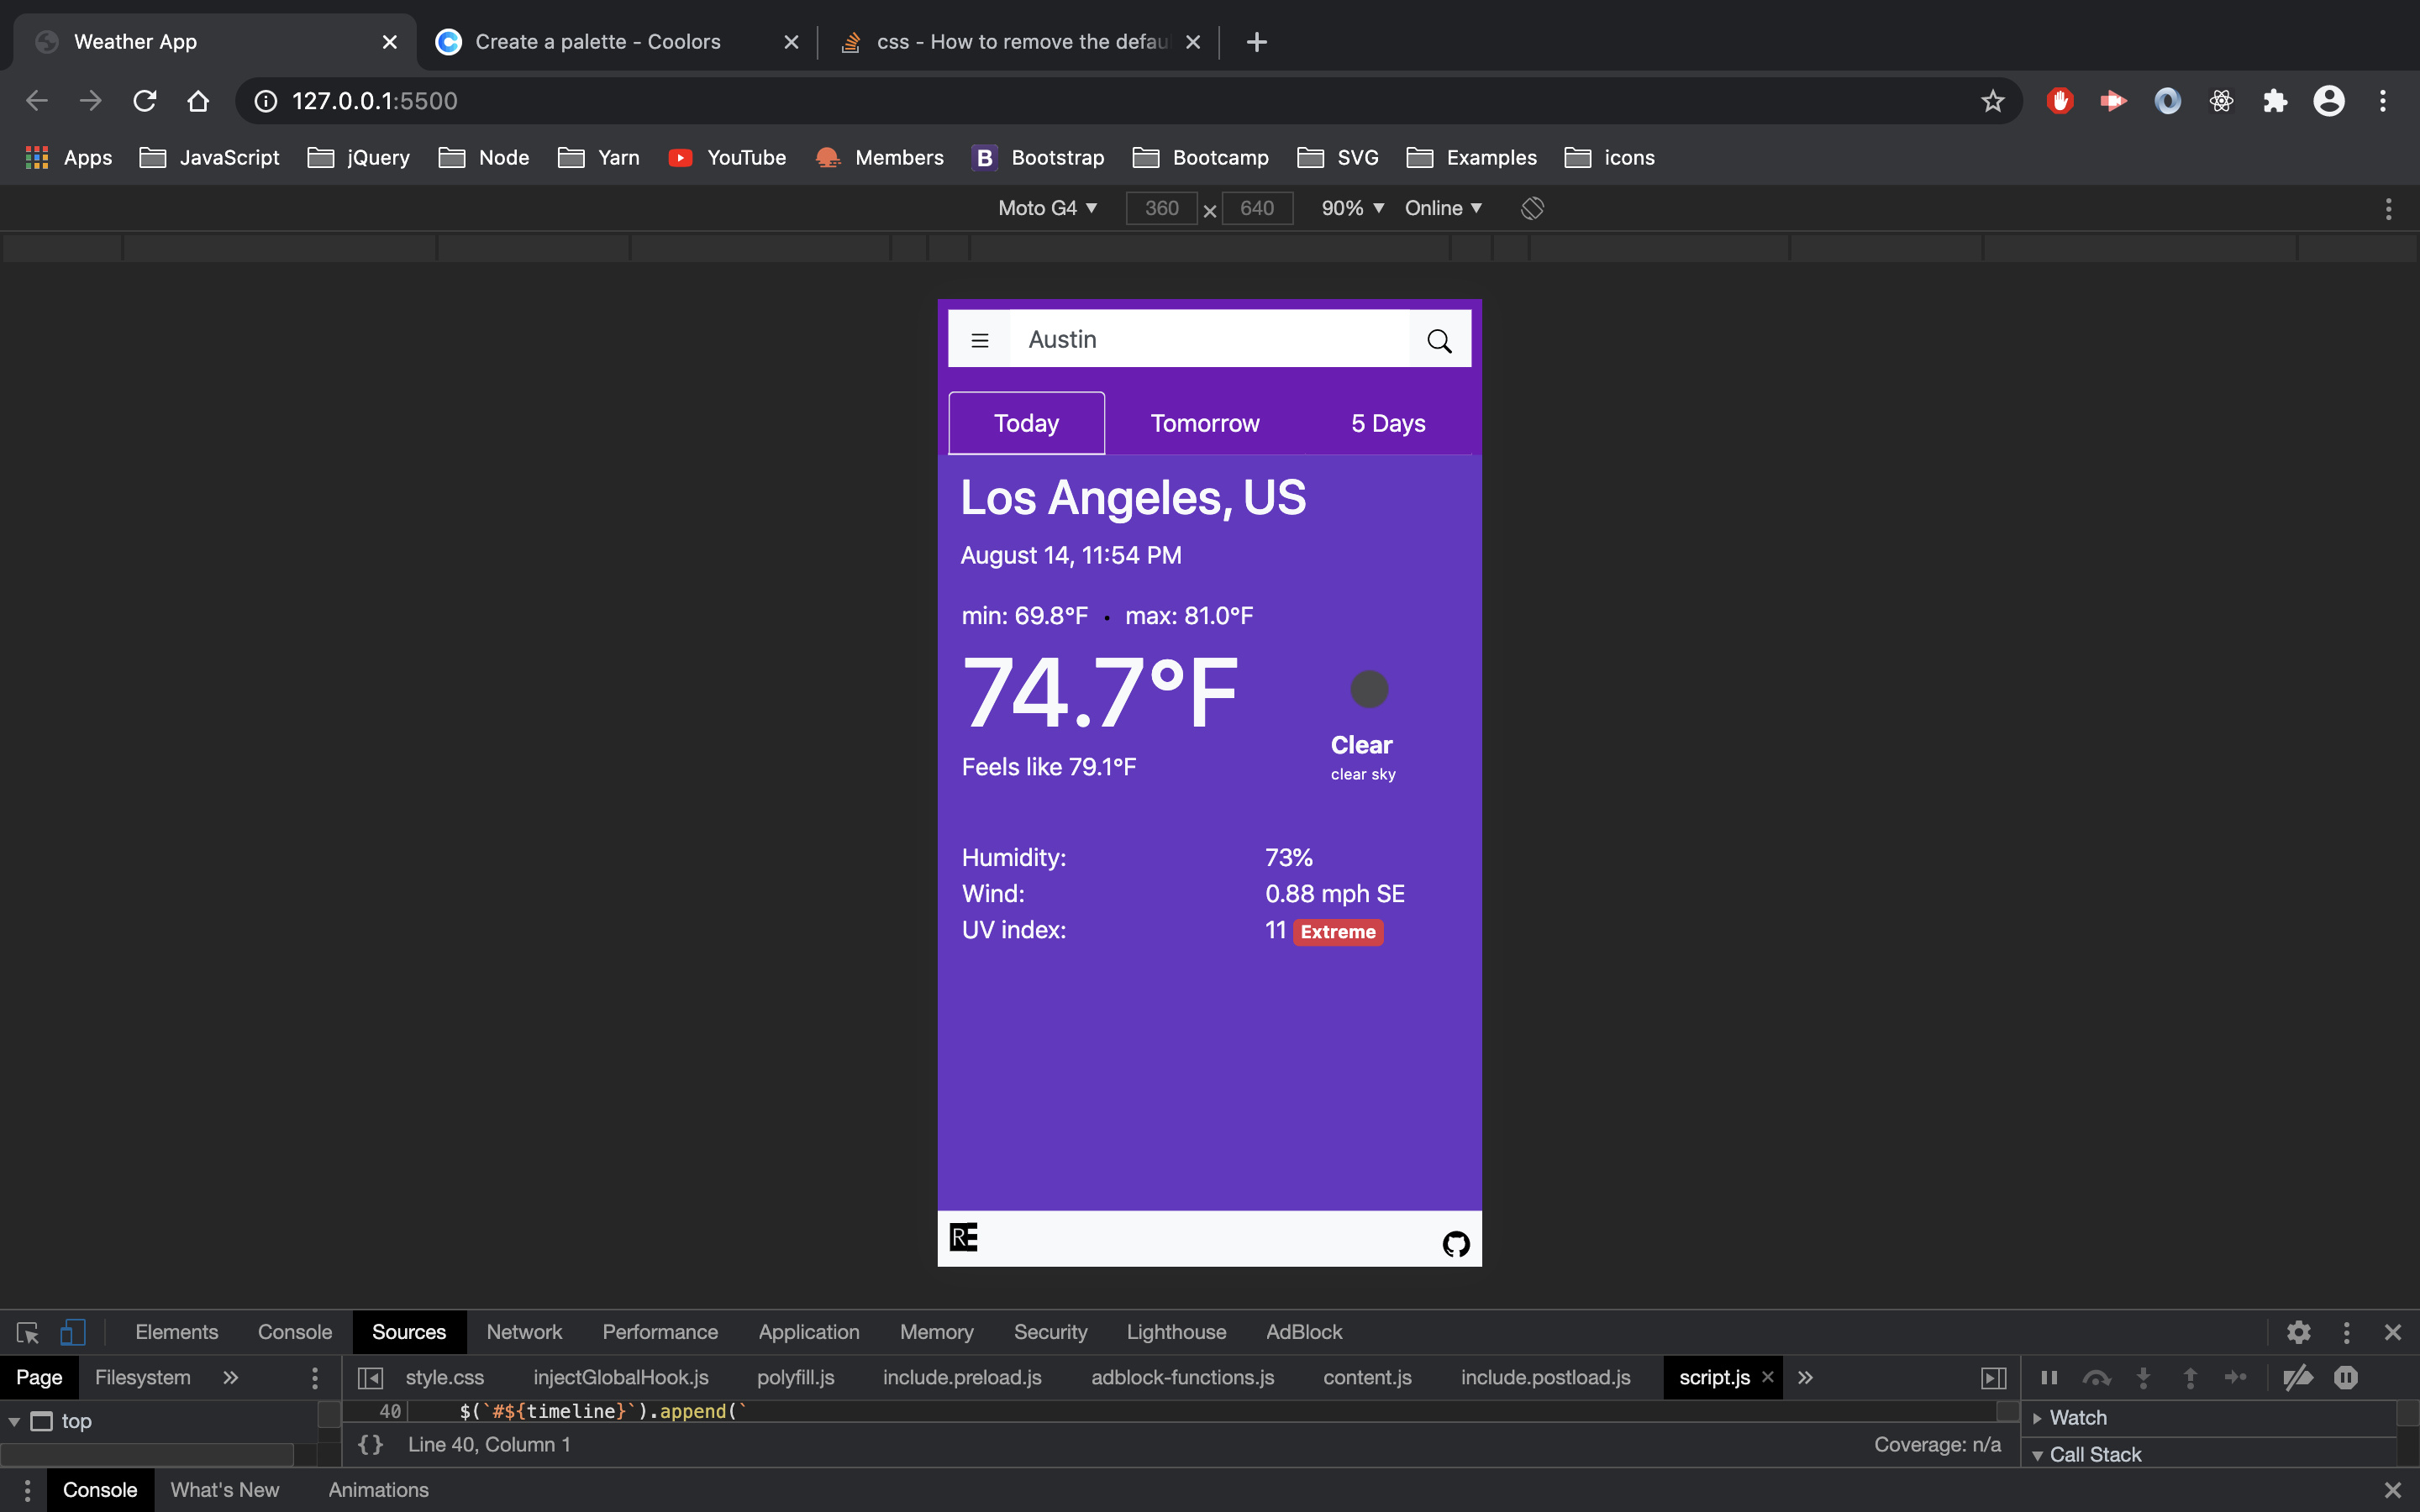 Weather App
Create a palette - Coolors
css - How to remove the defau
127.0.0.1:5500
Apps JavaScript jQuery Node Yarn YouTube Members B Bootstrap Bootcamp SVG Examples icons
Moto G4 ▼ 360 × 640 90% ▼ Online ▼
Austin
Today Tomorrow 5 Days
Los Angeles, US
August 14, 11:54 PM
min: 69.8°F · max: 81.0°F
74.7°F
Clear
Feels like 79.1°F
clear sky
Humidity: 73%
Wind: 0.88 mph SE
UV index: 11 Extreme
RE
Elements Console Sources Network Performance Application Memory Security Lighthouse AdBlock
Page Filesystem » style.css injectGlobalHook.js polyfill.js include.preload.js adblock-functions.js content.js include.postload.js script.js × »
top
40 $(`#${timeline}`).append(`
Watch
{} Line 40, Column 1 Coverage: n/a
Call Stack
Console What's New Animations